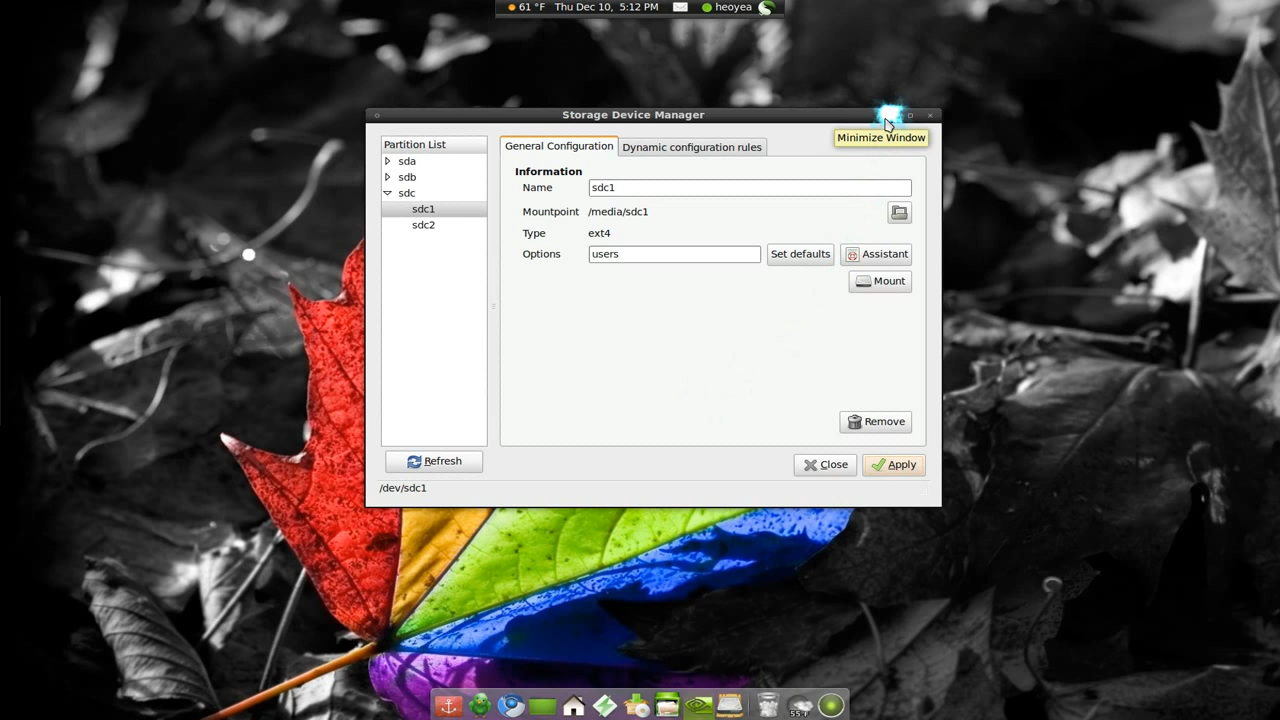 61 °F Thu Dec 10, 5:12 PM heoyea
Storage Device Manager
Minimize Window
Partition List
sda
sdb
sdc
sdc1
sdc2
General Configuration
Dynamic configuration rules
Information
Name sdc1
Mountpoint /media/sdc1
Type ext4
Options users Set defaults Assistant
Mount
Remove
Refresh
Close Apply
/dev/sdc1
55°F